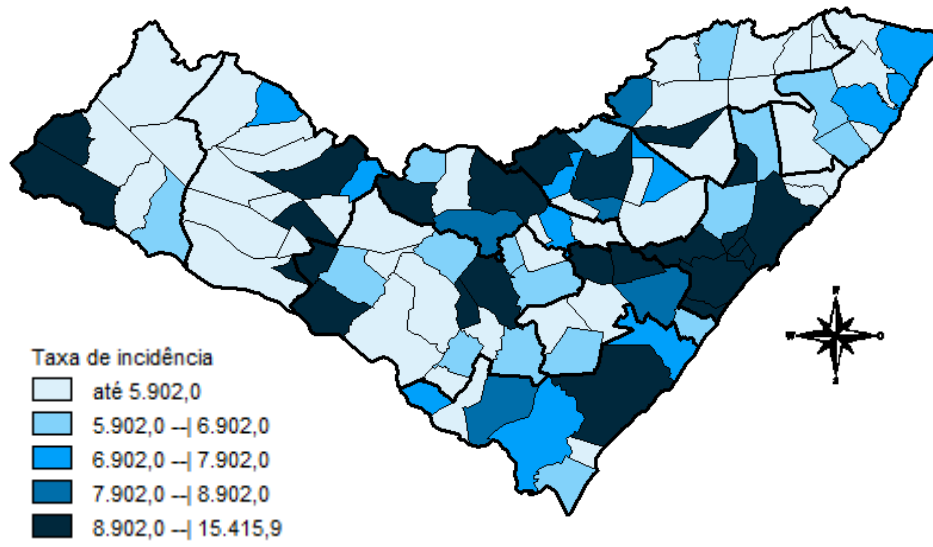 Taxa de incidência
até 5.902,0
5.902,0 --| 6.902,0
6.902,0 --| 7.902,0
7.902,0 --| 8.902,0
8.902,0 --| 15.415,9